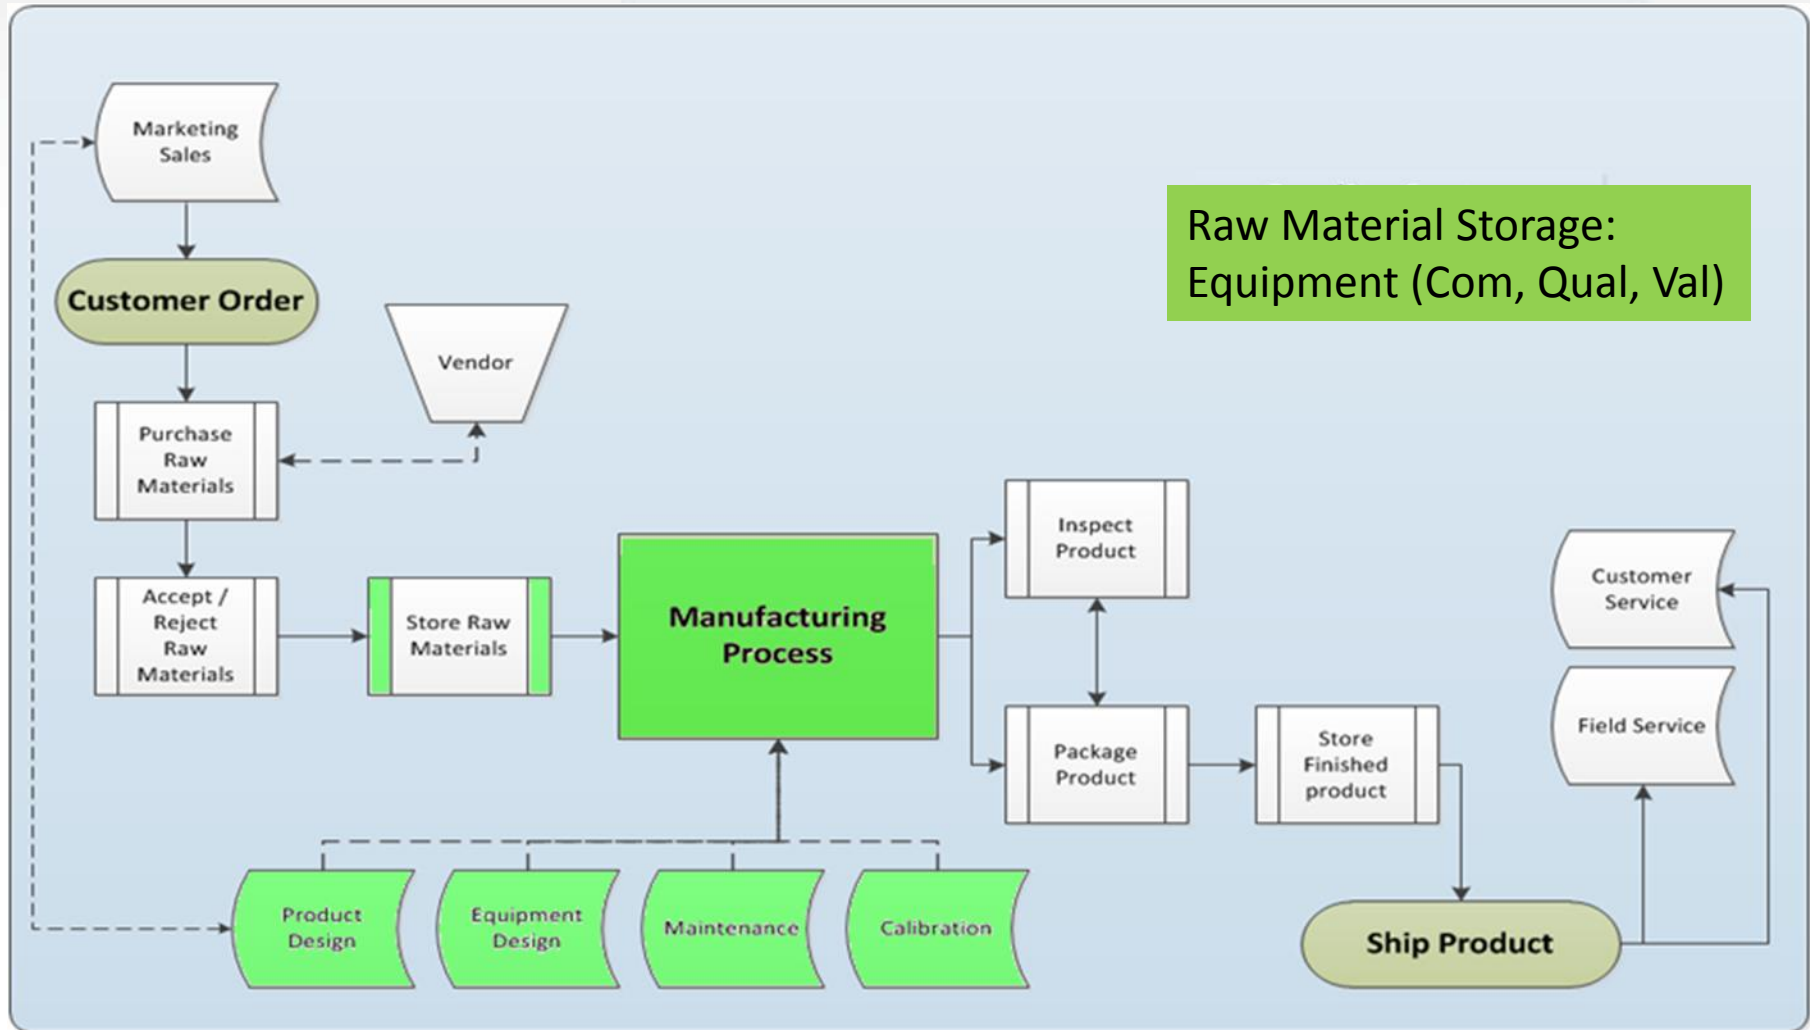 Marketing
Sales
Raw Material Storage:
Equipment (Com, Qual, Val)
Customer Order
Vendor
Purchase
Raw
Materials
Accept /
Reject
Raw
Materials
Store Raw
Materials
Manufacturing
Process
Inspect
Product
Package
Product
Store
Finished
product
Customer
Service
Field Service
Product
Design
Equipment
Design
Maintenance
Calibration
Ship Product